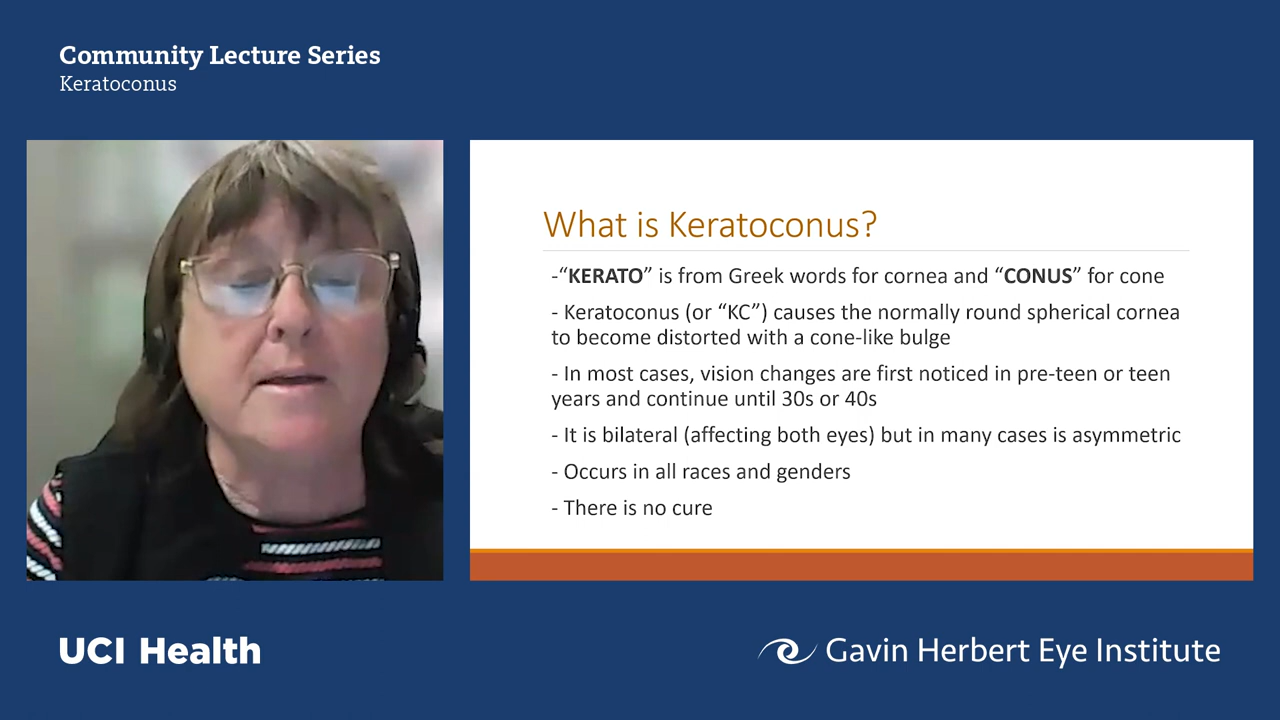 Community Lecture Series
Keratoconus
What is Keratoconus?
-“KERATO” is from Greek words for cornea and “CONUS” for cone
- Keratoconus (or “KC”) causes the normally round spherical cornea
to become distorted with a cone-like bulge
- In most cases, vision changes are first noticed in pre-teen or teen
years and continue until 30s or 40s
- It is bilateral (affecting both eyes) but in many cases is asymmetric
- Occurs in all races and genders
- There is no cure
UCI Health
Gavin Herbert Eye Institute